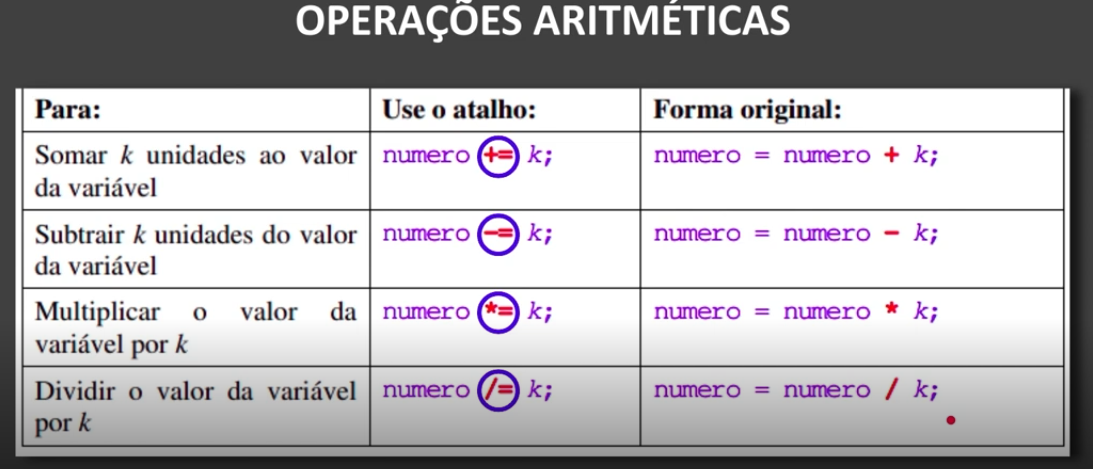 OPERAÇÕES ARITMÉTICAS
Para: Use o atalho: Forma original:
Somar k unidades ao valor numero += k; numero = numero + k;
da variável
Subtrair k unidades do valor numero -= k; numero = numero - k;
da variável
Multiplicar o valor da numero *= k; numero = numero * k;
variável por k
Dividir o valor da variável numero /= k; numero = numero / k;
por k